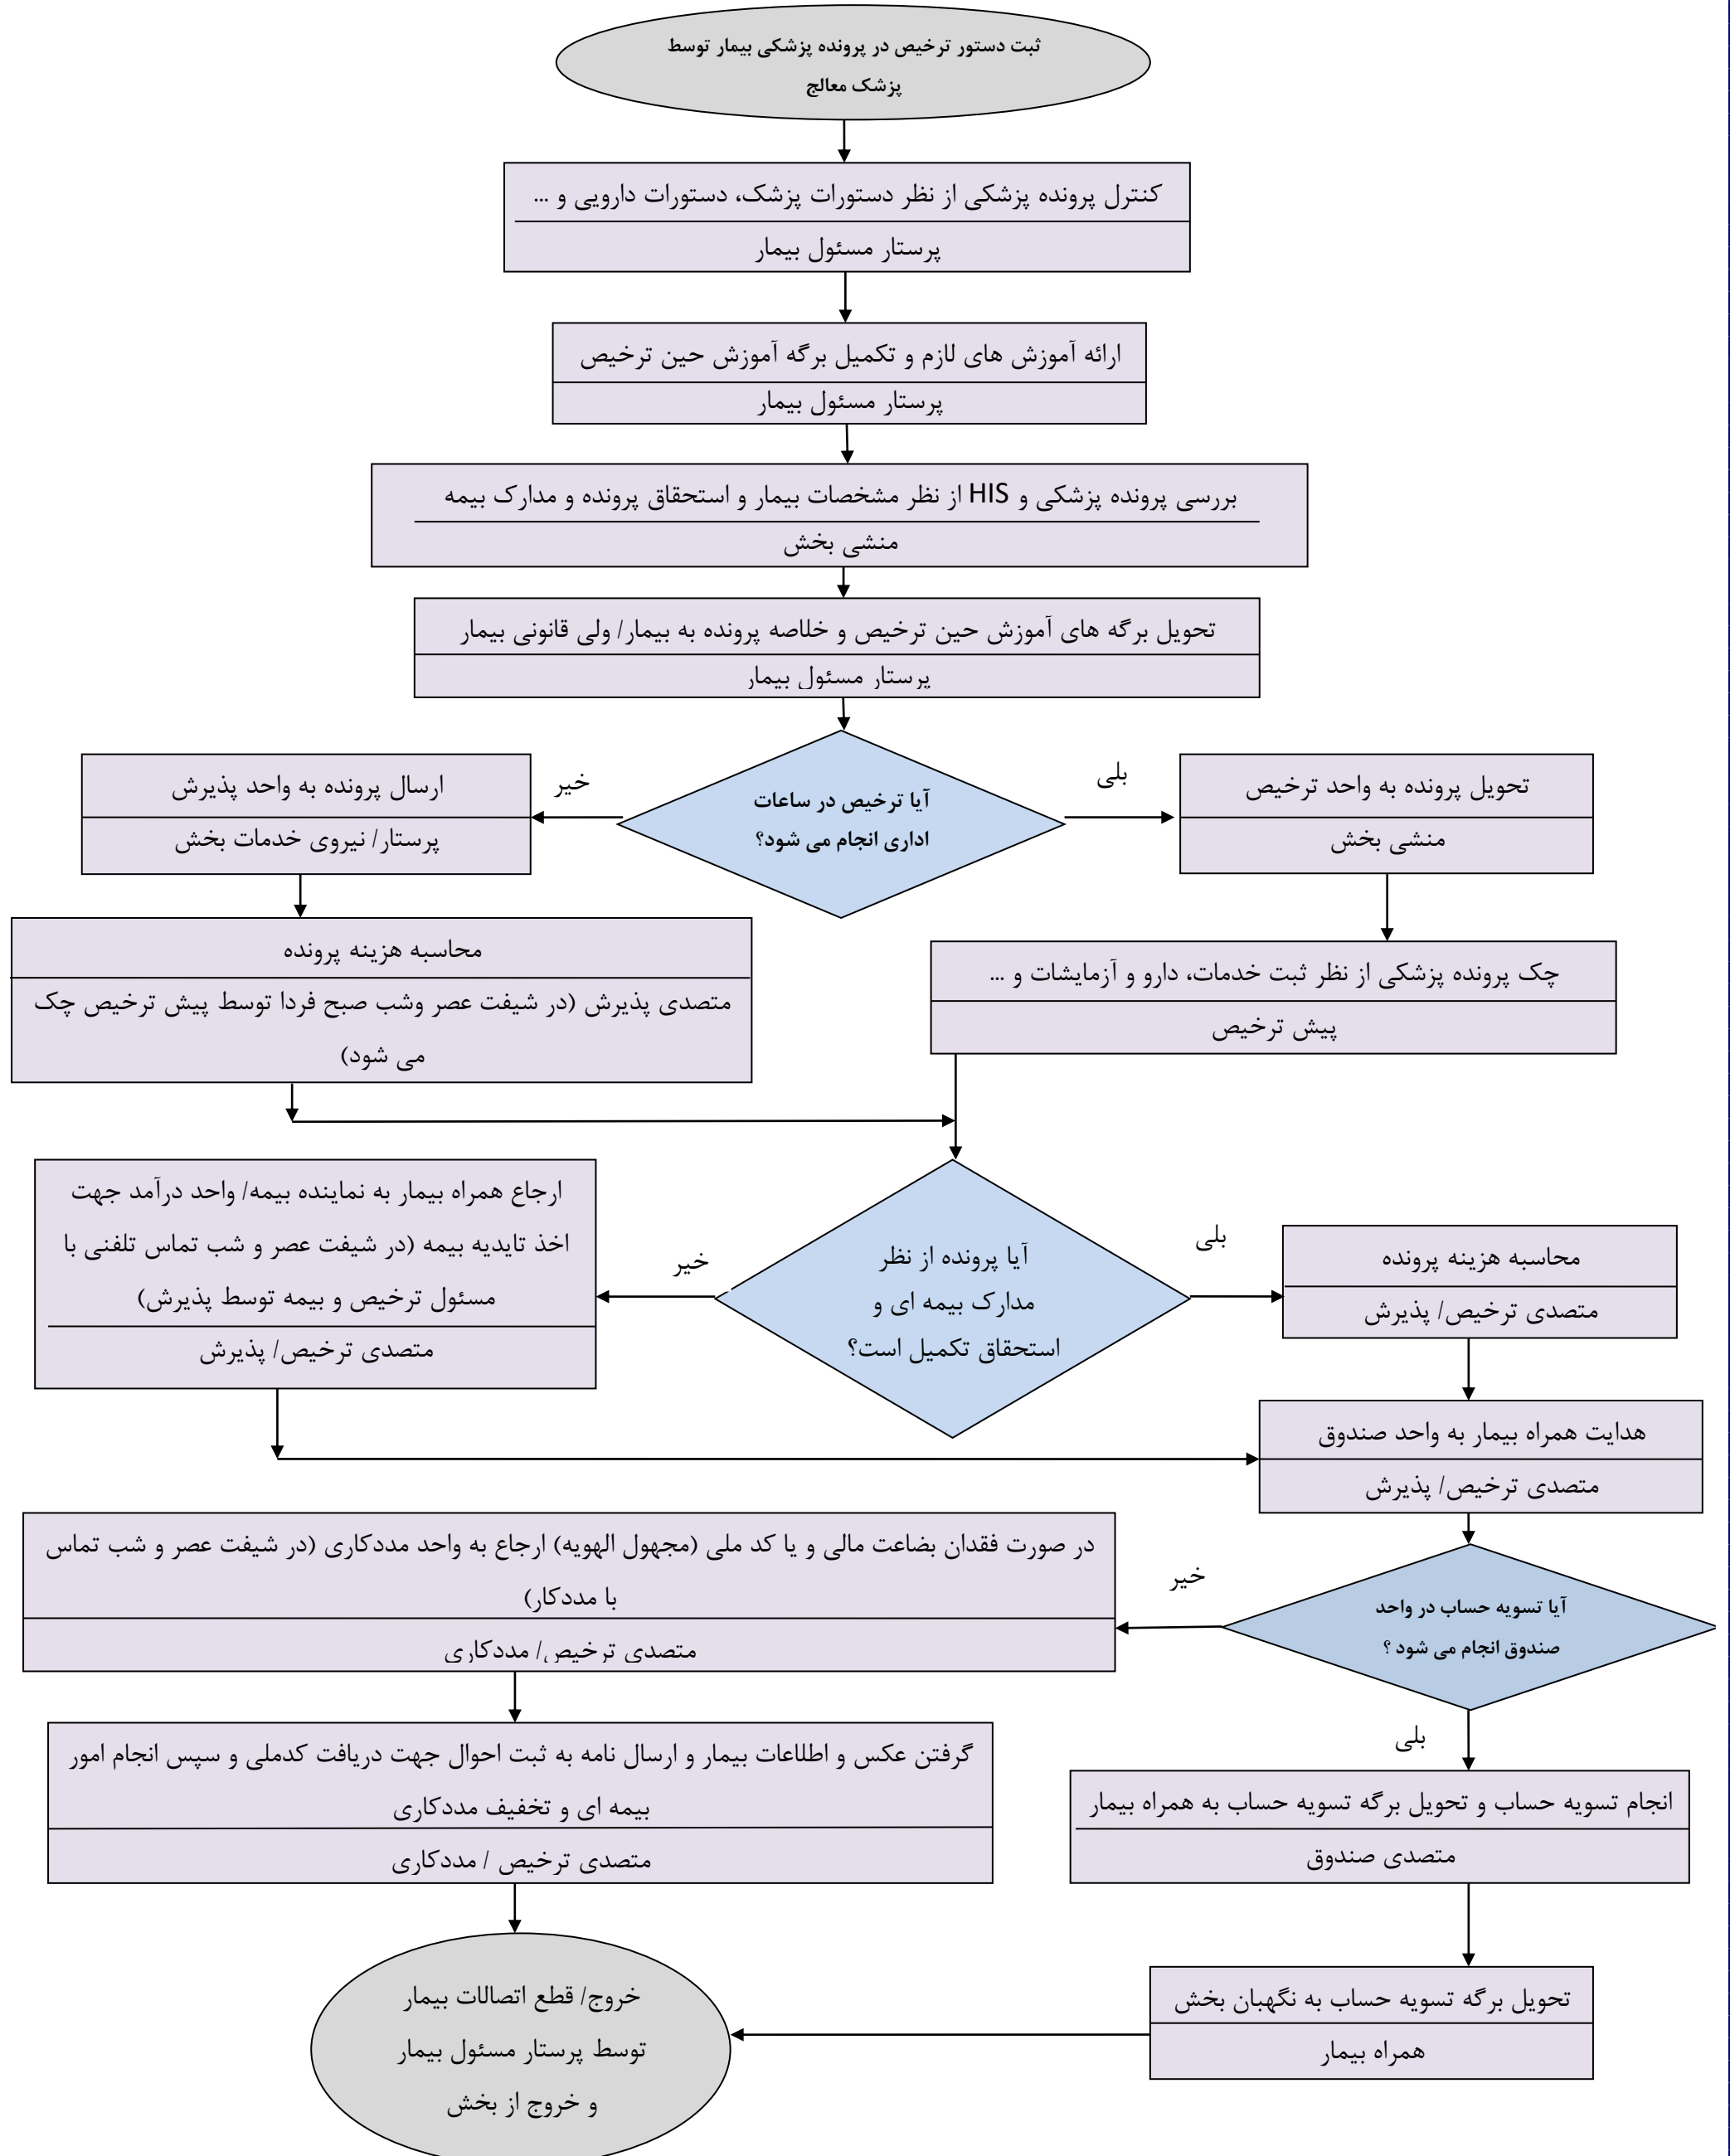 ثبت دستور ترخیص در پرونده پزشکی بیمار توسط
پزشک معالج
کنترل پرونده پزشکی از نظر دستورات پزشک، دستورات دارویی و ...
پرستار مسئول بیمار
ارائه آموزش های لازم و تکمیل برگه آموزش حین ترخیص
پرستار مسئول بیمار
بررسی پرونده پزشکی و HIS از نظر مشخصات بیمار و استحقاق پرونده و مدارک بیمه
منشی بخش
تحویل برگه های آموزش حین ترخیص و خلاصه پرونده به بیمار/ ولی قانونی بیمار
پرستار مسئول بیمار
آیا ترخیص در ساعات
اداری انجام می شود؟
بلی
خیر
تحویل پرونده به واحد ترخیص
منشی بخش
ارسال پرونده به واحد پذیرش
پرستار/ نیروی خدمات بخش
چک پرونده پزشکی از نظر ثبت خدمات، دارو و آزمایشات و ...
پیش ترخیص
محاسبه هزینه پرونده
متصدی پذیرش (در شیفت عصر وشب صبح فردا توسط پیش ترخیص چک
می شود)
آیا پرونده از نظر
مدارک بیمه ای و
استحقاق تکمیل است؟
بلی
خیر
محاسبه هزینه پرونده
متصدی ترخیص/ پذیرش
ارجاع همراه بیمار به نماینده بیمه/ واحد درآمد جهت
اخذ تایدیه بیمه (در شیفت عصر و شب تماس تلفنی با
مسئول ترخیص و بیمه توسط پذیرش)
متصدی ترخیص/ پذیرش
هدایت همراه بیمار به واحد صندوق
متصدی ترخیص/ پذیرش
آیا تسویه حساب در واحد
صندوق انجام می شود ؟
خیر
بلی
در صورت فقدان بضاعت مالی و یا کد ملی (مجهول الهویه) ارجاع به واحد مددکاری (در شیفت عصر و شب تماس
با مددکار)
متصدی ترخیص/ مددکاری
گرفتن عکس و اطلاعات بیمار و ارسال نامه به ثبت احوال جهت دریافت کدملی و سپس انجام امور
بیمه ای و تخفیف مددکاری
متصدی ترخیص / مددکاری
انجام تسویه حساب و تحویل برگه تسویه حساب به همراه بیمار
متصدی صندوق
تحویل برگه تسویه حساب به نگهبان بخش
همراه بیمار
خروج/ قطع اتصالات بیمار
توسط پرستار مسئول بیمار
و خروج از بخش